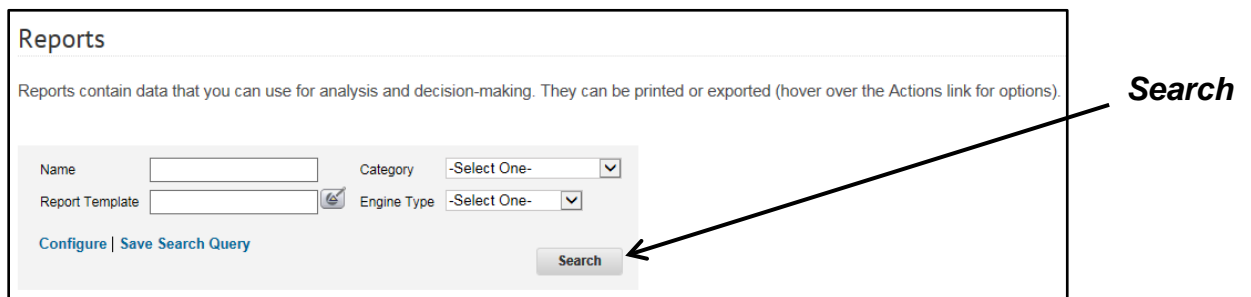 Reports
Reports contain data that you can use for analysis and decision-making. They can be printed or exported (hover over the Actions link for options).
Search
Name Category -Select One-
Report Template Engine Type -Select One-
Configure | Save Search Query
Search